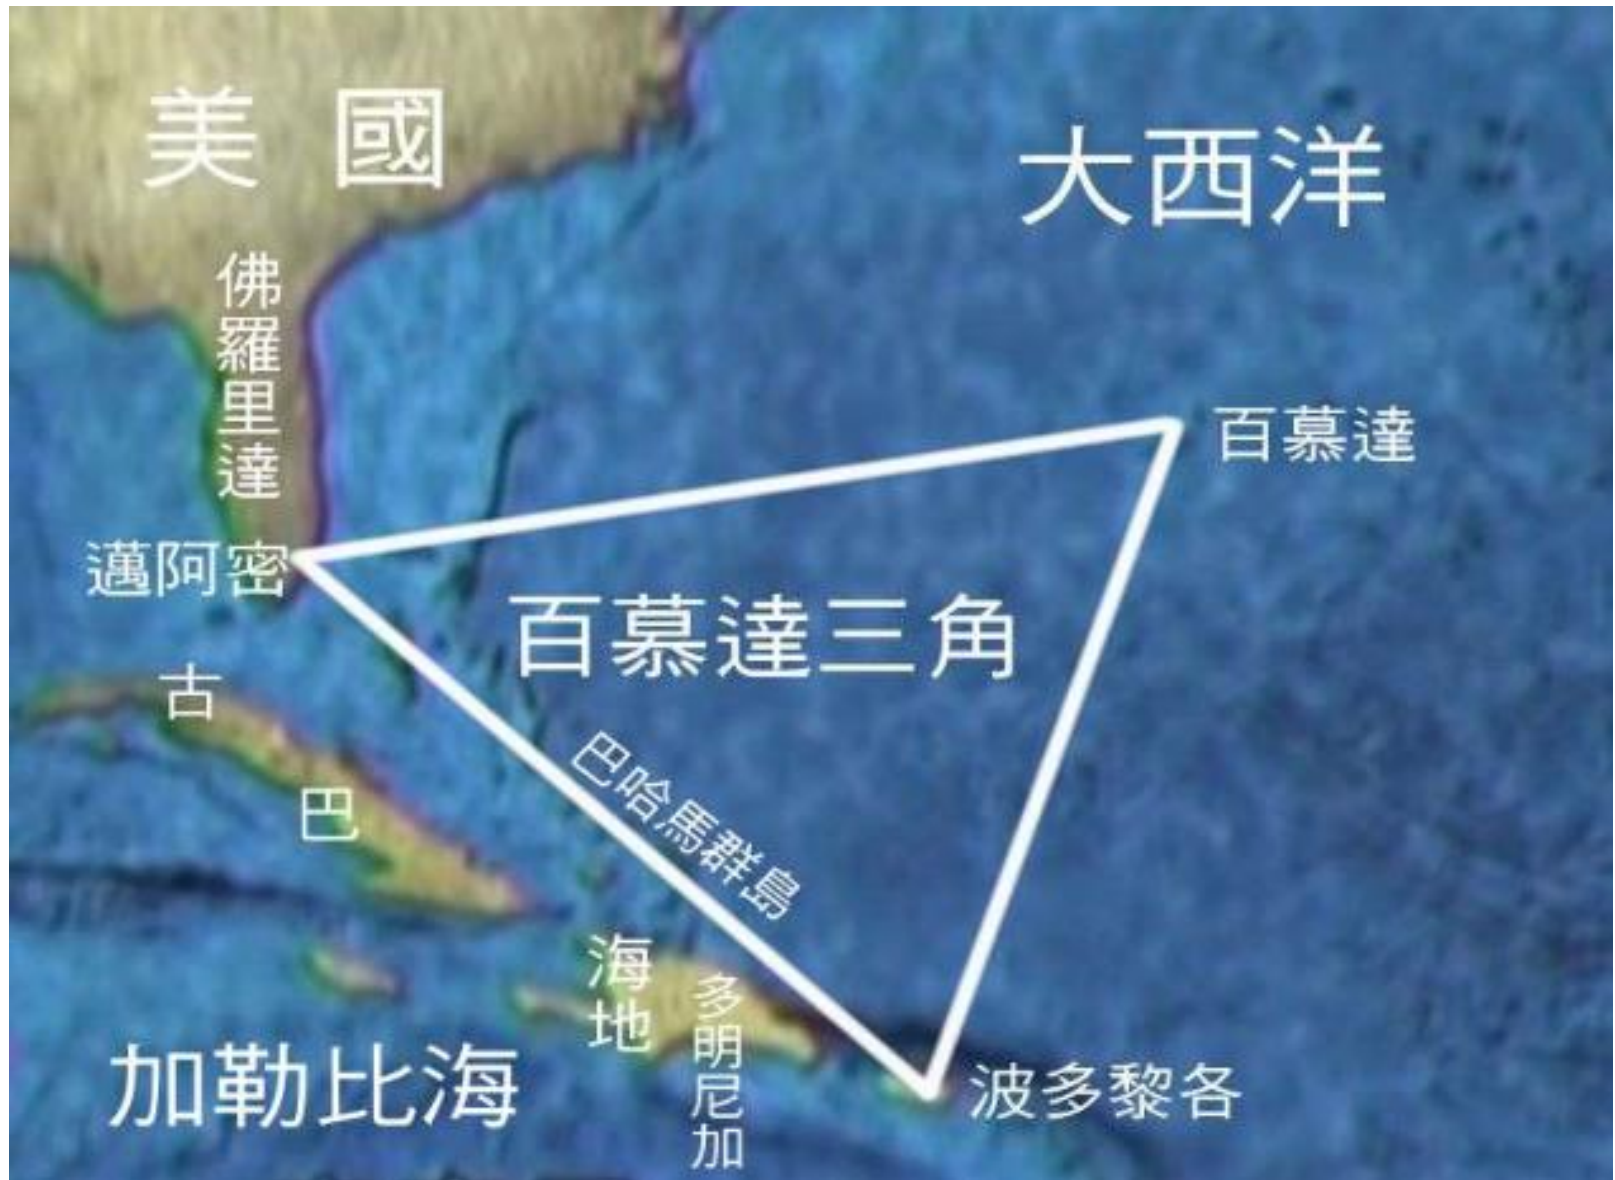 美國
大西洋
佛羅里達
百慕達
邁阿密
百慕達三角
古巴
巴哈馬群島
海地
多明尼加
加勒比海
波多黎各